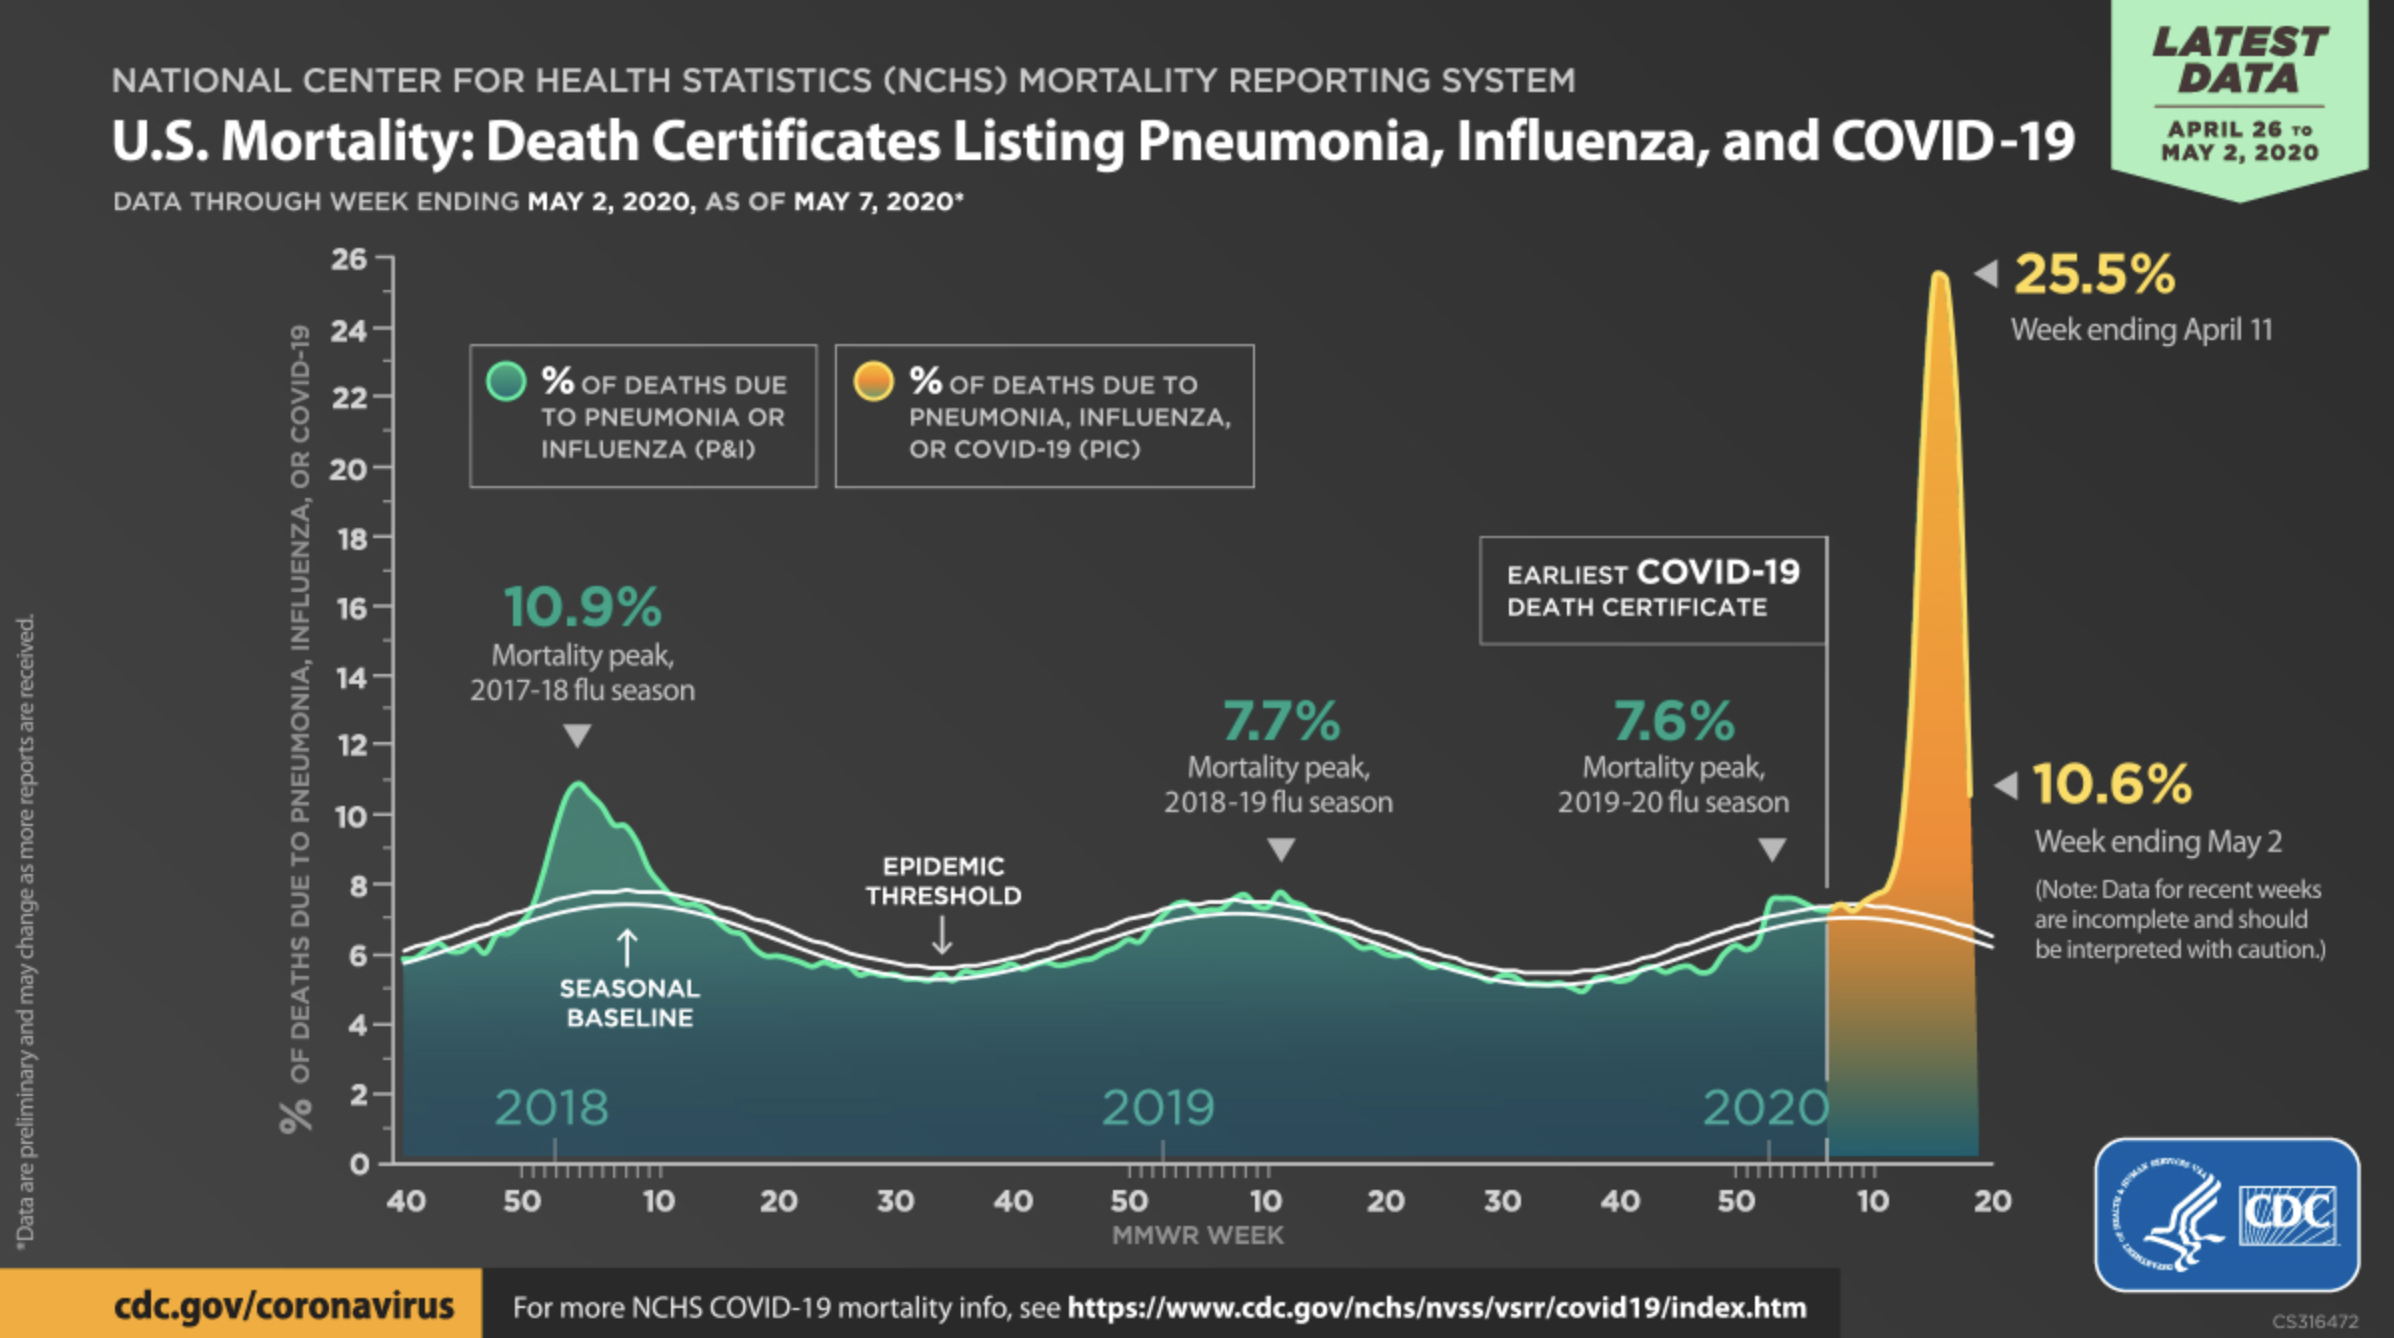 LATEST
DATA
APRIL 26 TO
MAY 2, 2020
NATIONAL CENTER FOR HEALTH STATISTICS (NCHS) MORTALITY REPORTING SYSTEM
U.S. Mortality: Death Certificates Listing Pneumonia, Influenza, and COVID-19
DATA THROUGH WEEK ENDING MAY 2, 2020, AS OF MAY 7, 2020*
% OF DEATHS DUE TO PNEUMONIA, INFLUENZA, OR COVID-19
26
24
22
20
18
16
14
12
10
8
6
4
2
0
% OF DEATHS DUE
TO PNEUMONIA OR
INFLUENZA (P&I)
% OF DEATHS DUE TO
PNEUMONIA, INFLUENZA,
OR COVID-19 (PIC)
25.5%
Week ending April 11
EARLIEST COVID-19
DEATH CERTIFICATE
10.9%
Mortality peak,
2017-18 flu season
7.7%
Mortality peak,
2018-19 flu season
7.6%
Mortality peak,
2019-20 flu season
10.6%
Week ending May 2
(Note: Data for recent weeks
are incomplete and should
be interpreted with caution.)
EPIDEMIC
THRESHOLD
SEASONAL
BASELINE
2018 2019 2020
40 50 10 20 30 40 50 10 20 30 40 50 10 20
MMWR WEEK
*Data are preliminary and may change as more reports are received.
CDC
cdc.gov/coronavirus
For more NCHS COVID-19 mortality info, see https://www.cdc.gov/nchs/nvss/vsrr/covid19/index.htm
CS316472